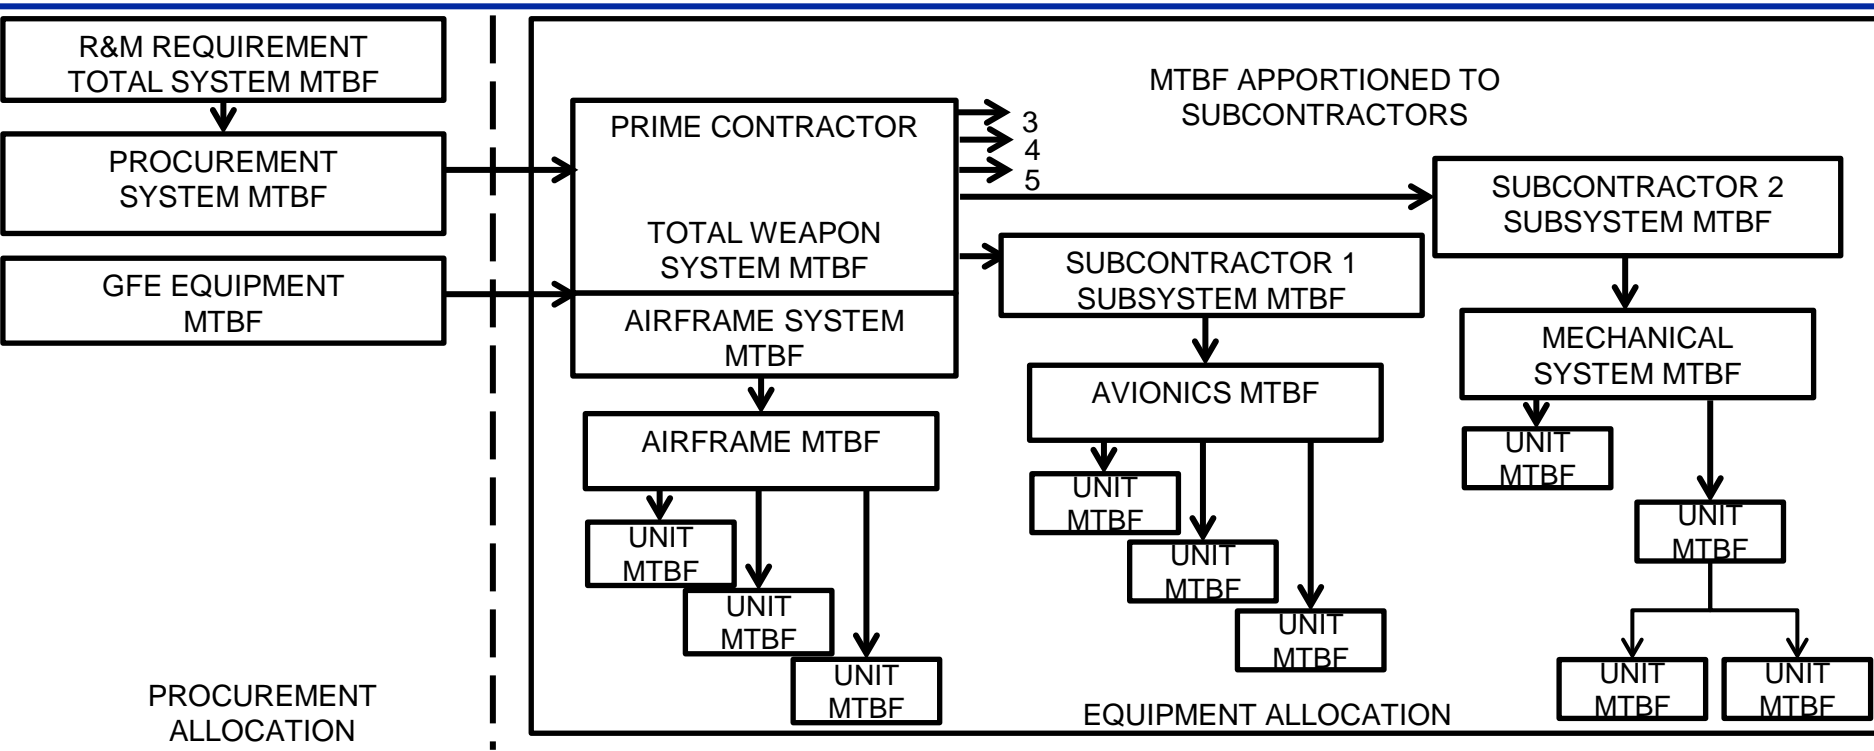 R&M REQUIREMENT
TOTAL SYSTEM MTBF
PROCUREMENT
SYSTEM MTBF
GFE EQUIPMENT
MTBF
PROCUREMENT
ALLOCATION
MTBF APPORTIONED TO
SUBCONTRACTORS
PRIME CONTRACTOR
TOTAL WEAPON
SYSTEM MTBF
AIRFRAME SYSTEM
MTBF
3
4
5
AIRFRAME MTBF
UNIT
MTBF
UNIT
MTBF
UNIT
MTBF
SUBCONTRACTOR 1
SUBSYSTEM MTBF
AVIONICS MTBF
UNIT
MTBF
UNIT
MTBF
UNIT
MTBF
SUBCONTRACTOR 2
SUBSYSTEM MTBF
MECHANICAL
SYSTEM MTBF
UNIT
MTBF
UNIT
MTBF
UNIT
MTBF
UNIT
MTBF
EQUIPMENT ALLOCATION